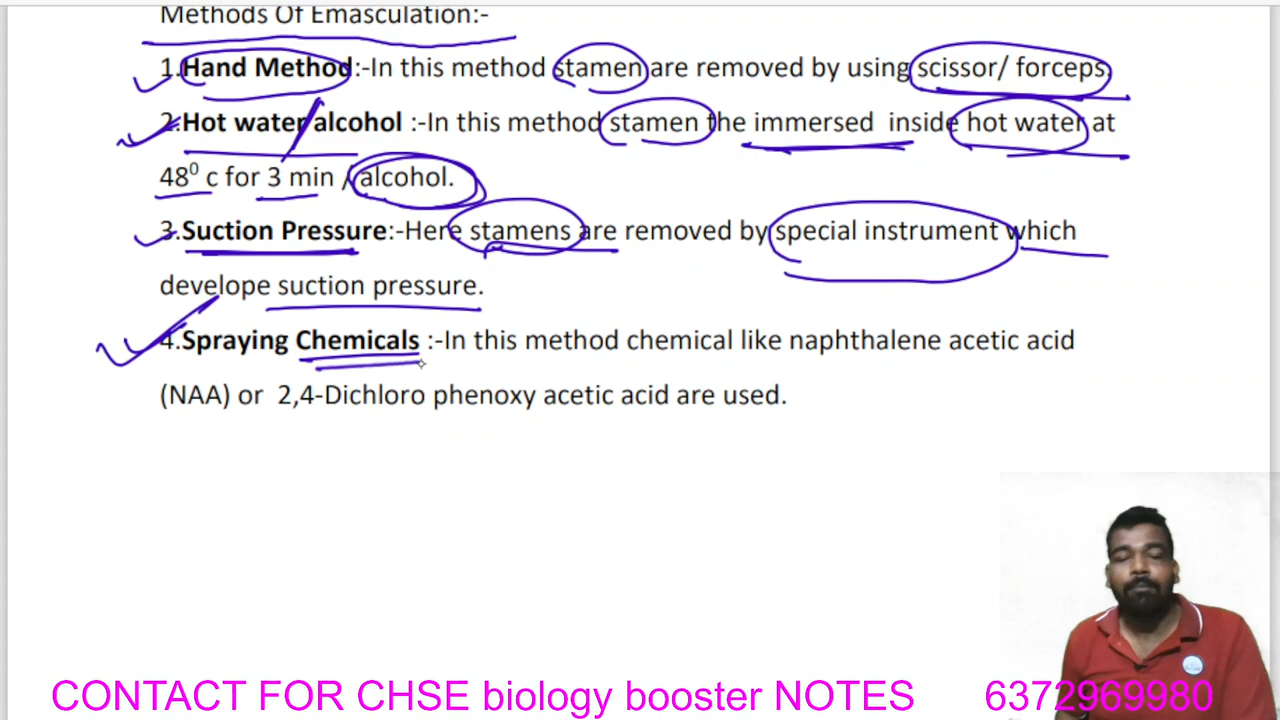 Methods Of Emasculation:-
1.Hand Method:-In this method stamen are removed by using scissor/ forceps.
2.Hot water alcohol :-In this method stamen the immersed inside hot water at
48⁰ c for 3 min / alcohol.
3.Suction Pressure:-Here stamens are removed by special instrument which
develope suction pressure.
4.Spraying Chemicals :-In this method chemical like naphthalene acetic acid
(NAA) or 2,4-Dichloro phenoxy acetic acid are used.
CONTACT FOR CHSE biology booster NOTES 6372969980